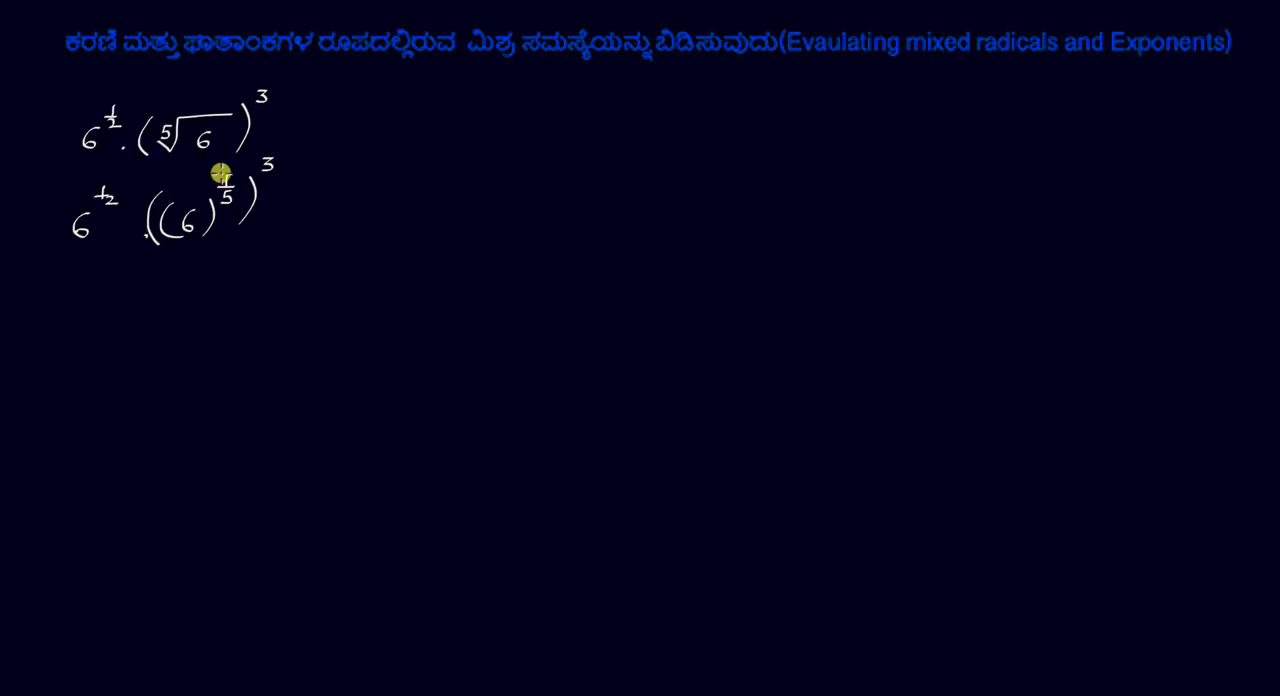 ಕರಣಿ ಮತ್ತು ಘಾತಾಂಕಗಳ ರೂಪದಲ್ಲಿರುವ ಮಿಶ್ರ ಸಮಸ್ಯೆಯನ್ನು ಬಿಡಿಸುವುದು(Evaulating mixed radicals and Exponents)
6^{1/2} . (\sqrt[5]{6})^3
6^{1/2} . ((6)^{1/5})^3